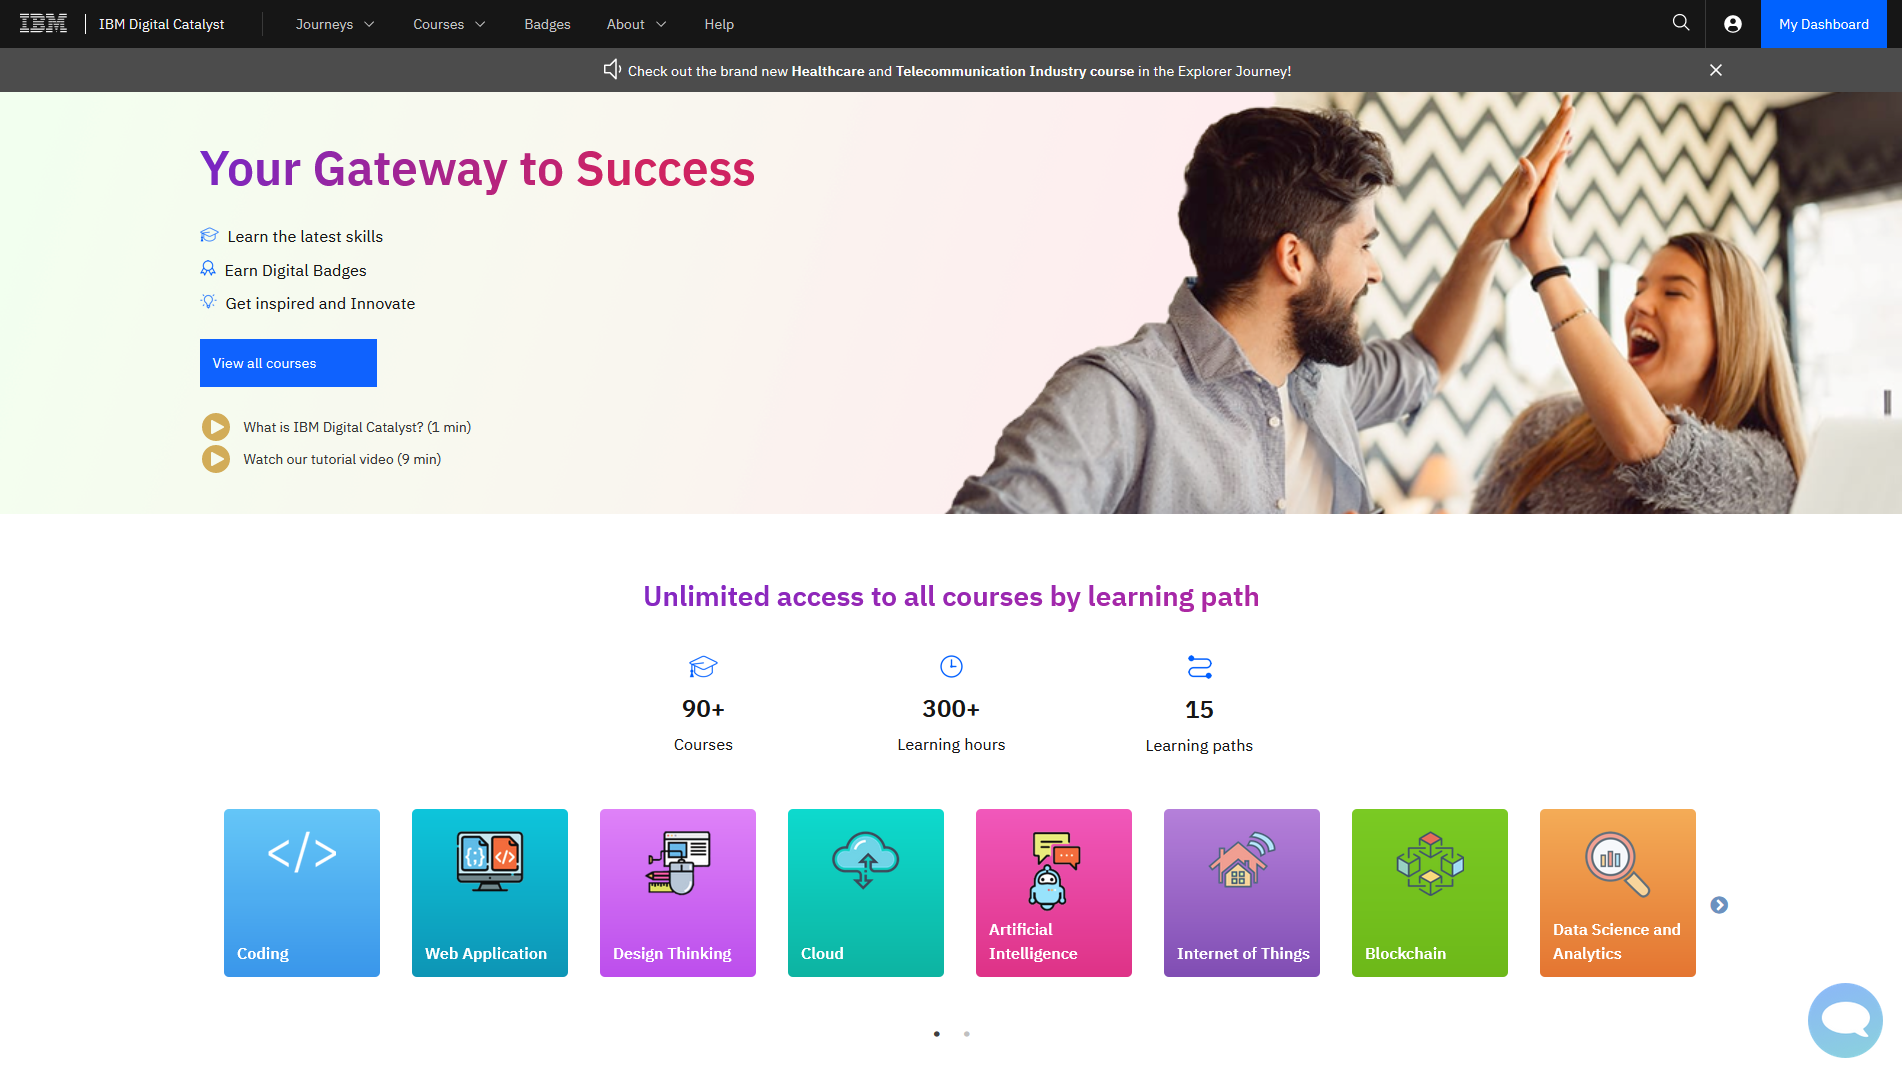 IBM IBM Digital Catalyst Journeys Courses Badges About Help My Dashboard
Check out the brand new Healthcare and Telecommunication Industry course in the Explorer Journey!
Your Gateway to Success
Learn the latest skills
Earn Digital Badges
Get inspired and Innovate
View all courses
What is IBM Digital Catalyst? (1 min)
Watch our tutorial video (9 min)
Unlimited access to all courses by learning path
90+ 300+ 15
Courses Learning hours Learning paths
Coding
Web Application
Design Thinking
Cloud
Artificial
Intelligence
Internet of Things
Blockchain
Data Science and
Analytics